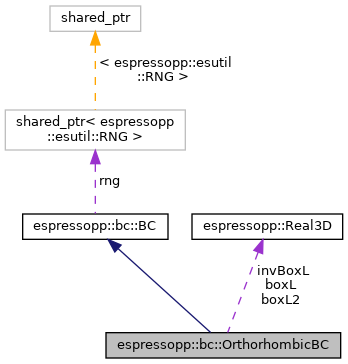 shared_ptr
< espressopp::esutil
::RNG >
shared_ptr< espressopp
::esutil::RNG >
rng
espressopp::bc::BC
espressopp::Real3D
invBoxL
boxL
boxL2
espressopp::bc::OrthorhombicBC